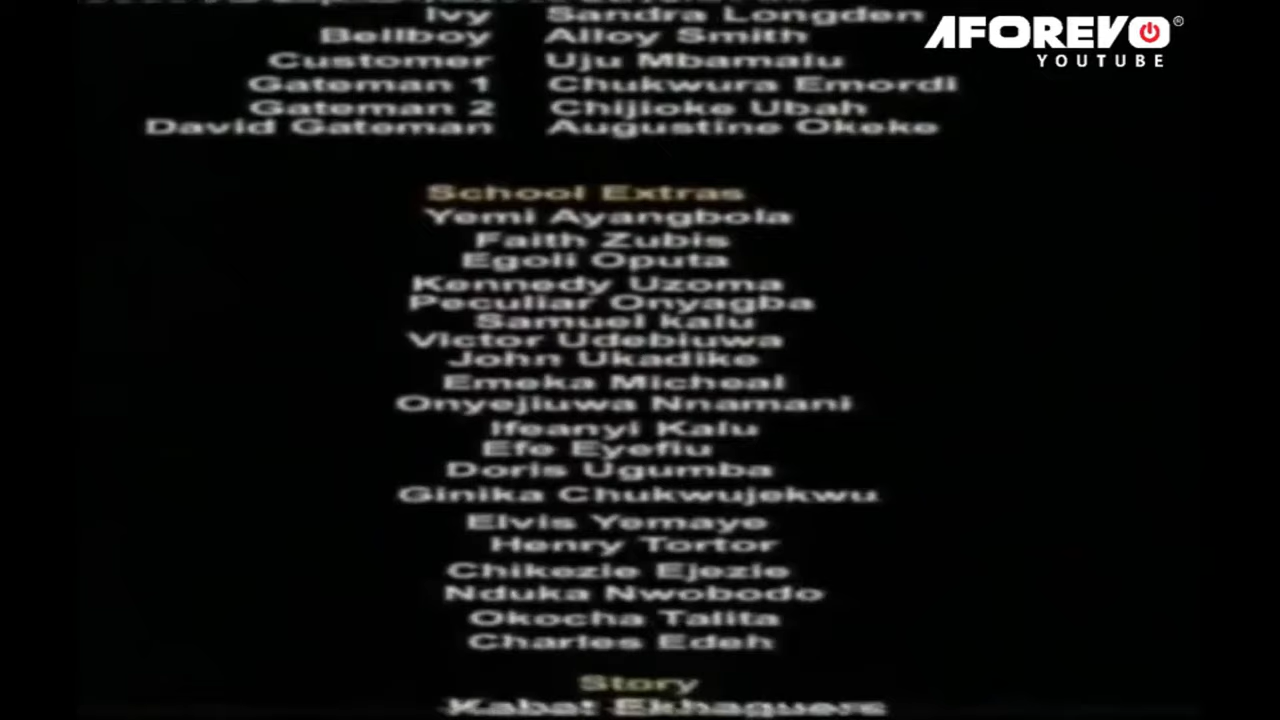 AFOREVO®
YOUTUBE
Ivy Sandra Longden
Bellboy Alloy Smith
Customer Uju Mbamalu
Gateman 1 Chukwura Emordi
Gateman 2 Chijioke Ubah
David Gateman Augustine Okeke
School Extras
Yemi Ayangbola
Faith Zubis
Egoli Oputa
Kennedy Uzoma
Peculiar Onyagba
Samuel kalu
Victor Udebiuwa
John Ukadike
Emeka Micheal
Onyejiuwa Nnamani
Ifeanyi Kalu
Efe Eyefiu
Doris Ugumba
Ginika Chukwujekwu
Elvis Yemaye
Henry Tortor
Chikezie Ejezie
Nduka Nwobodo
Okocha Talita
Charles Edeh
Story
Kabat